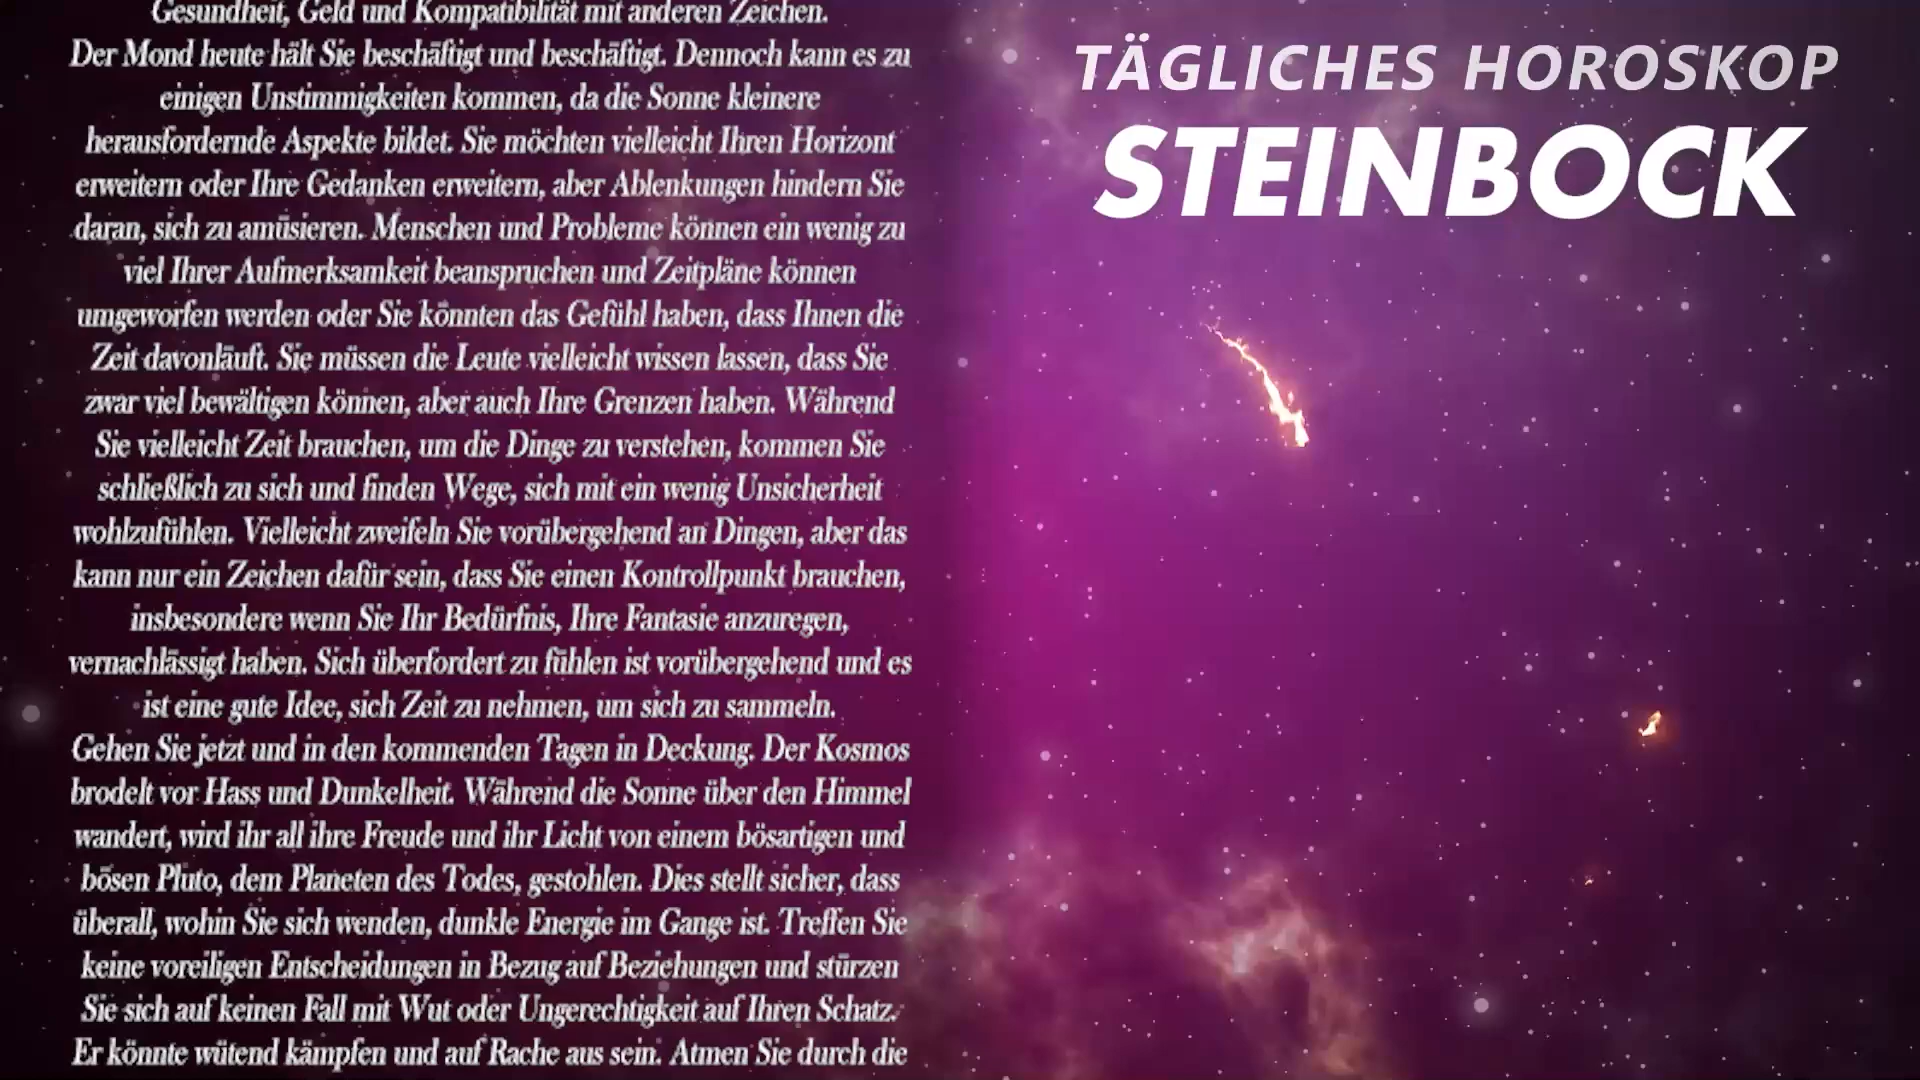 Gesundheit, Geld und Kompatibilität mit anderen Zeichen.
Der Mond heute hält Sie beschäftigt und beschäftigt. Dennoch kann es zu
einigen Unstimmigkeiten kommen, da die Sonne kleinere
herausfordernde Aspekte bildet. Sie möchten vielleicht Ihren Horizont
erweitern oder Ihre Gedanken erweitern, aber Ablenkungen hindern Sie
daran, sich zu amüsieren. Menschen und Probleme können ein wenig zu
viel Ihrer Aufmerksamkeit beanspruchen und Zeitpläne können
umgeworfen werden oder Sie könnten das Gefühl haben, dass Ihnen die
Zeit davonläuft. Sie müssen die Leute vielleicht wissen lassen, dass Sie
zwar viel bewältigen können, aber auch Ihre Grenzen haben. Während
Sie vielleicht Zeit brauchen, um die Dinge zu verstehen, kommen Sie
schließlich zu sich und finden Wege, sich mit ein wenig Unsicherheit
wohlzufühlen. Vielleicht zweifeln Sie vorübergehend an Dingen, aber das
kann nur ein Zeichen dafür sein, dass Sie einen Kontrollpunkt brauchen,
insbesondere wenn Sie Ihr Bedürfnis, Ihre Fantasie anzuregen,
vernachlässigt haben. Sich überfordert zu fühlen ist vorübergehend und es
ist eine gute Idee, sich Zeit zu nehmen, um sich zu sammeln.
Gehen Sie jetzt und in den kommenden Tagen in Deckung. Der Kosmos
brodelt vor Hass und Dunkelheit. Während die Sonne über den Himmel
wandert, wird ihr all ihre Freude und ihr Licht von einem bösartigen und
bösen Pluto, dem Planeten des Todes, gestohlen. Dies stellt sicher, dass
überall, wohin Sie sich wenden, dunkle Energie im Gange ist. Treffen Sie
keine voreiligen Entscheidungen in Bezug auf Beziehungen und stürzen
Sie sich auf keinen Fall mit Wut oder Ungerechtigkeit auf Ihren Schatz.
Er könnte wütend kämpfen und auf Rache aus sein. Atmen Sie durch die
TÄGLICHES HOROSKOP
STEINBOCK